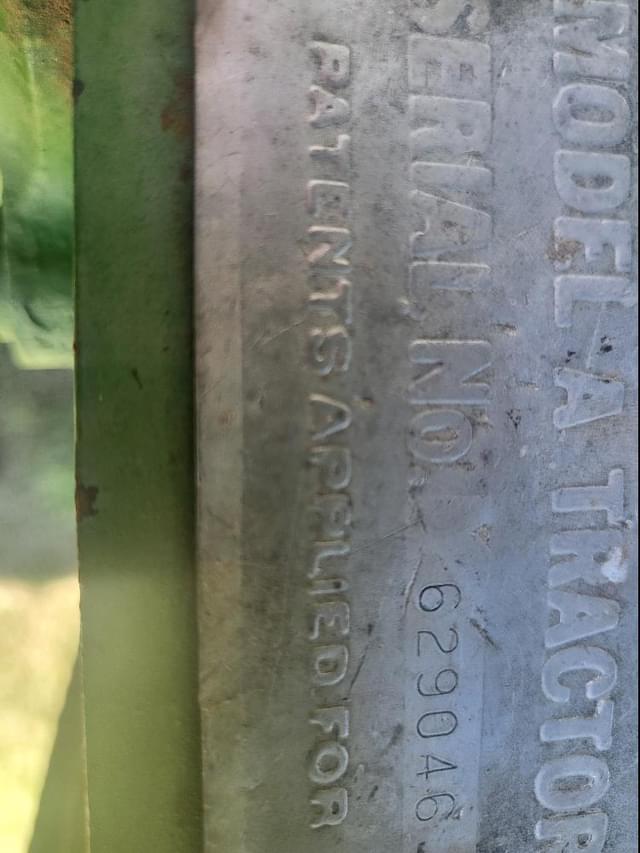 MODEL A TRACTOR
SERIAL NO. 629046
PATENTS APPLIED FOR